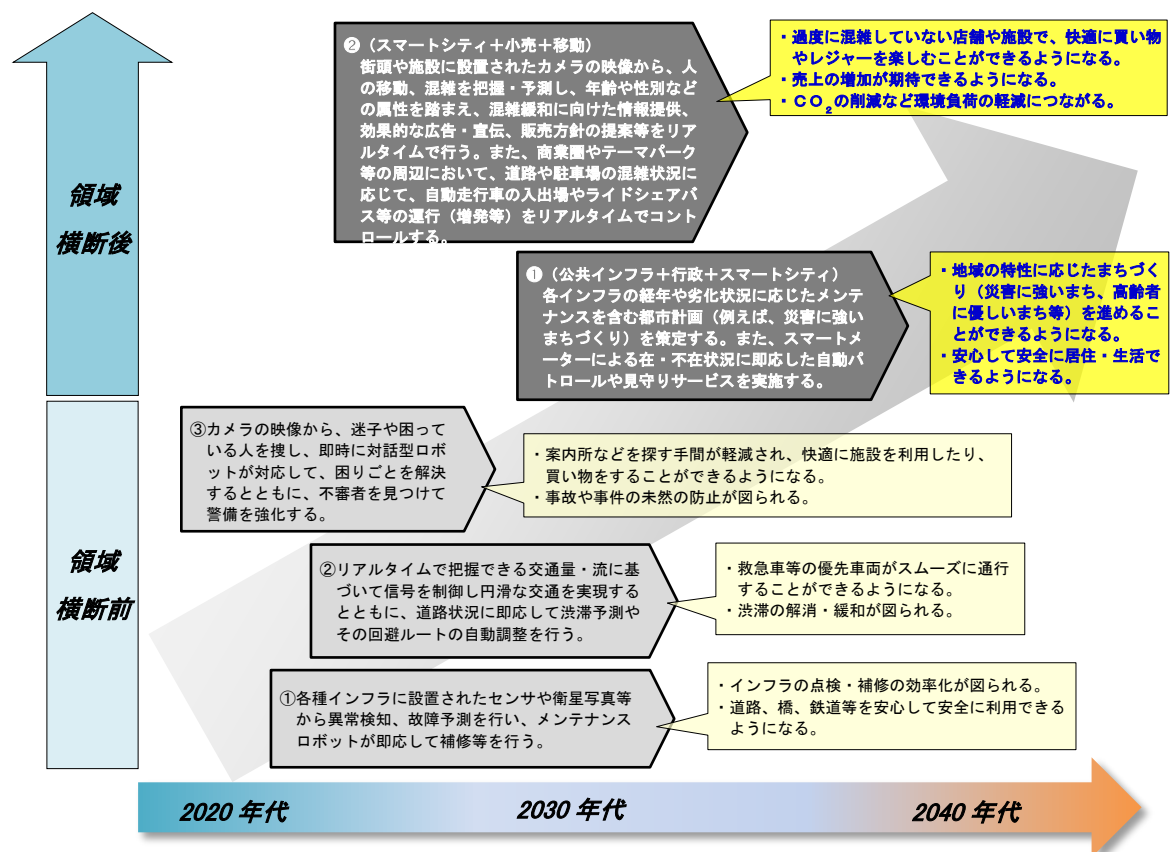 ❷（スマートシティ＋小売＋移動）
街頭や施設に設置されたカメラの映像から、人
の移動、混雑を把握・予測し、年齢や性別など
の属性を踏まえ、混雑緩和に向けた情報提供、
効果的な広告・宣伝、販売方針の提案等をリア
ルタイムで行う。また、商業圏やテーマパーク
等の周辺において、道路や駐車場の混雑状況に
応じて、自動走行車の入出場やライドシェアバ
ス等の運行（増発等）をリアルタイムでコント
ロールする。
・過度に混雑していない店舗や施設で、快適に買い物
やレジャーを楽しむことができるようになる。
・売上の増加が期待できるようになる。
・ＣＯ2の削減など環境負荷の軽減につながる。
領域
横断後
❶（公共インフラ＋行政＋スマートシティ）
各インフラの経年や劣化状況に応じたメンテ
ナンスを含む都市計画（例えば、災害に強い
まちづくり）を策定する。また、スマートメ
ーターによる在・不在状況に即応した自動パ
トロールや見守りサービスを実施する。
・地域の特性に応じたまちづく
り（災害に強いまち、高齢者
に優しいまち等）を進めるこ
とができるようになる。
・安心して安全に居住・生活で
きるようになる。
③カメラの映像から、迷子や困って
いる人を捜し、即時に対話型ロボ
ットが対応して、困りごとを解決
するとともに、不審者を見つけて
警備を強化する。
・案内所などを探す手間が軽減され、快適に施設を利用したり、
買い物をすることができるようになる。
・事故や事件の未然の防止が図られる。
領域
横断前
②リアルタイムで把握できる交通量・流に基
づいて信号を制御し円滑な交通を実現する
とともに、道路状況に即応して渋滞予測や
その回避ルートの自動調整を行う。
・救急車等の優先車両がスムーズに通行
することができるようになる。
・渋滞の解消・緩和が図られる。
①各種インフラに設置されたセンサや衛星写真等
から異常検知、故障予測を行い、メンテナンス
ロボットが即応して補修等を行う。
・インフラの点検・補修の効率化が図られる。
・道路、橋、鉄道等を安心して安全に利用できる
ようになる。
2020 年代
2030 年代
2040 年代